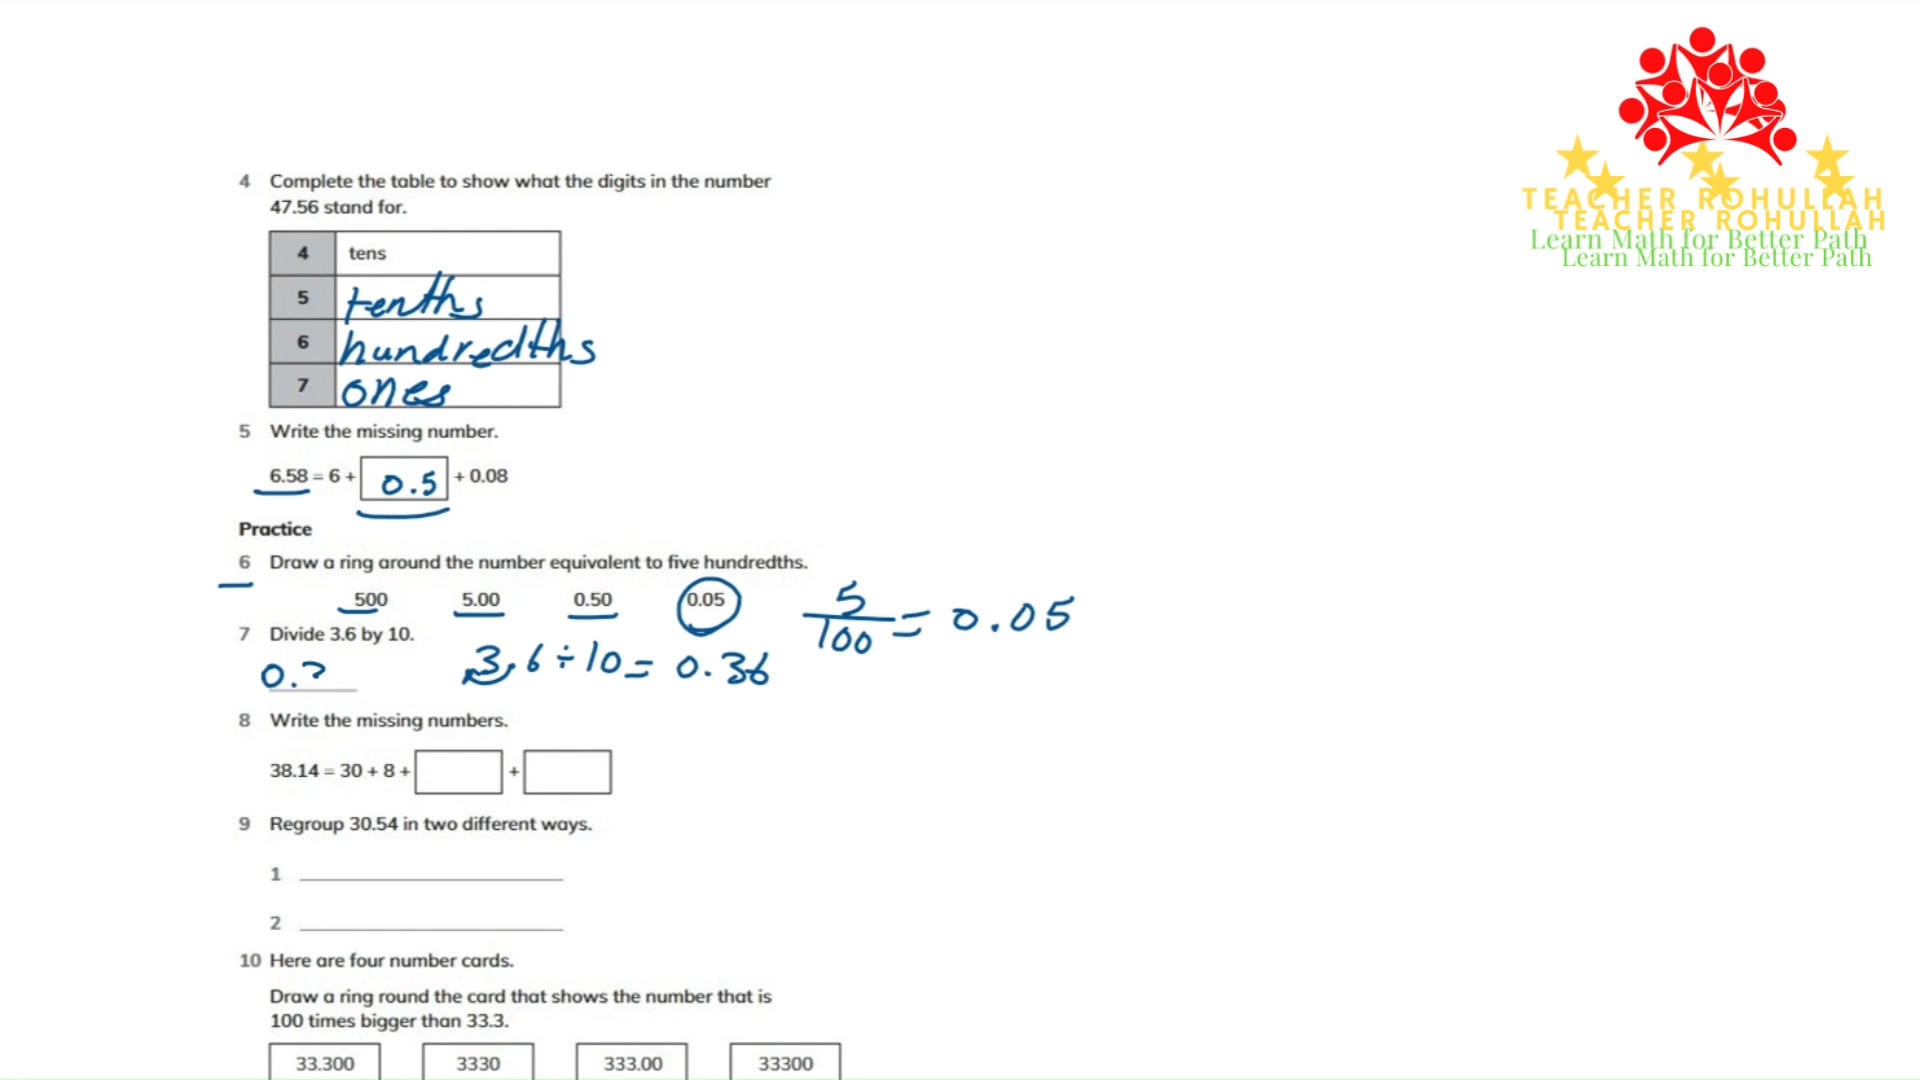 TEACHER ROHULLAH
TEACHER ROHULLAH
Learn Math for Better Path
Learn Math for Better Path
4 Complete the table to show what the digits in the number
47.56 stand for.
4 tens
5 tenths
6 hundredths
7 ones
5 Write the missing number.
6.58 = 6 + 0.5 + 0.08
Practice
6 Draw a ring around the number equivalent to five hundredths.
500 5.00 0.50 0.05 5/100 = 0.05
7 Divide 3.6 by 10.
0.3 3.6 ÷ 10 = 0.36
8 Write the missing numbers.
38.14 = 30 + 8 + +
9 Regroup 30.54 in two different ways.
1
2
10 Here are four number cards.
Draw a ring round the card that shows the number that is
100 times bigger than 33.3.
33.300 3330 333.00 33300